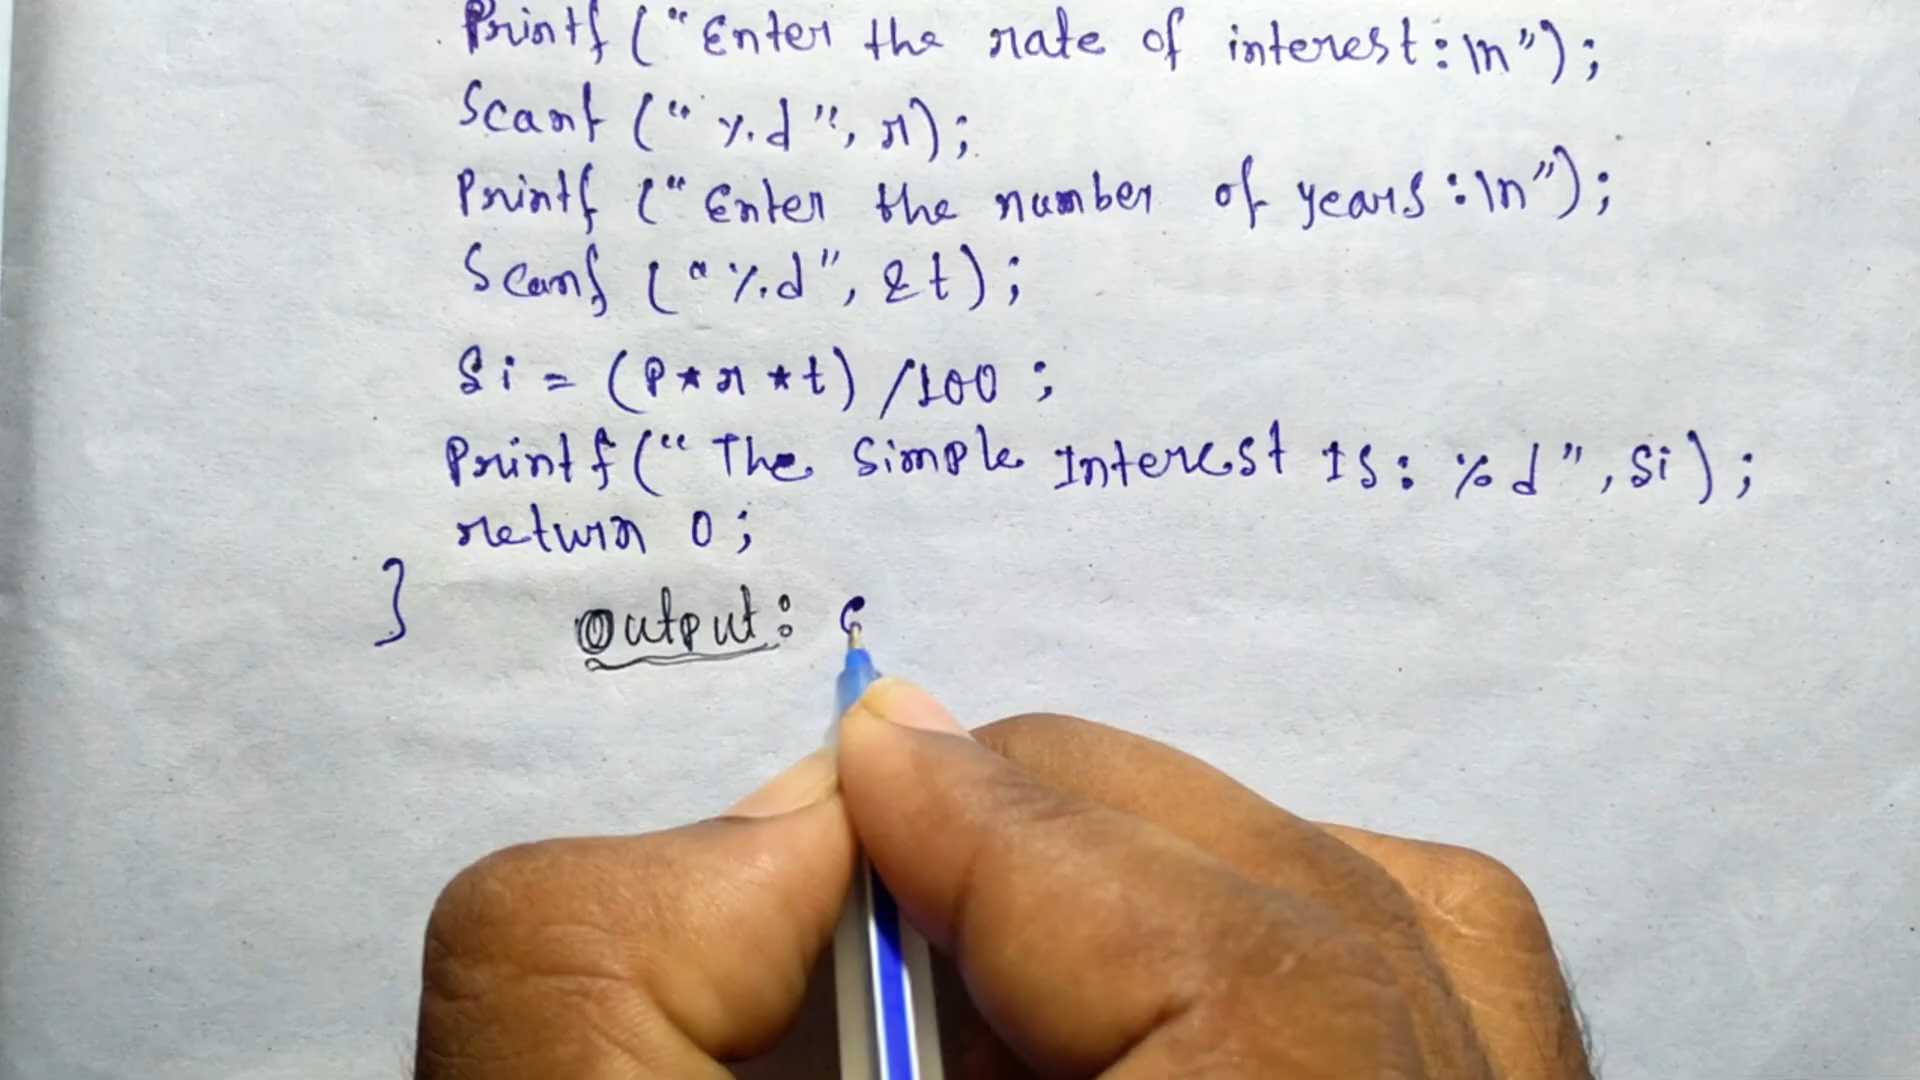 Printf ("Enter the rate of interest:\n");
Scanf ("%d", r);
Printf ("Enter the number of years:\n");
Scanf ("%d", &t);
Si = (P*r*t) /100 ;
Printf ("The Simple Interest Is: %d", Si);
return 0;
}
Output: